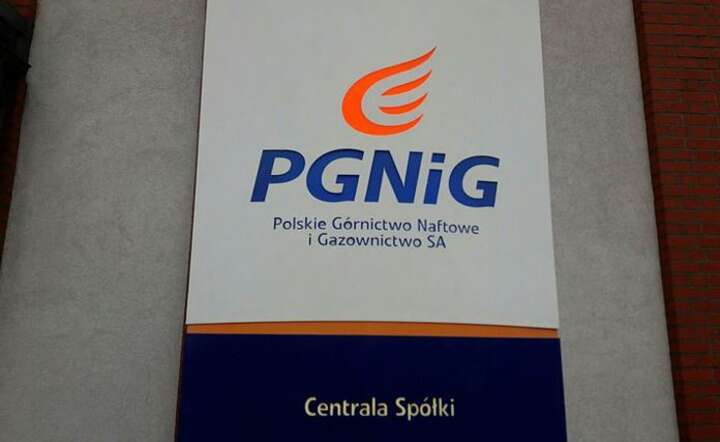 PGNiG
Polskie Górnictwo Naftowe
i Gazownictwo SA
Centrala Spółki